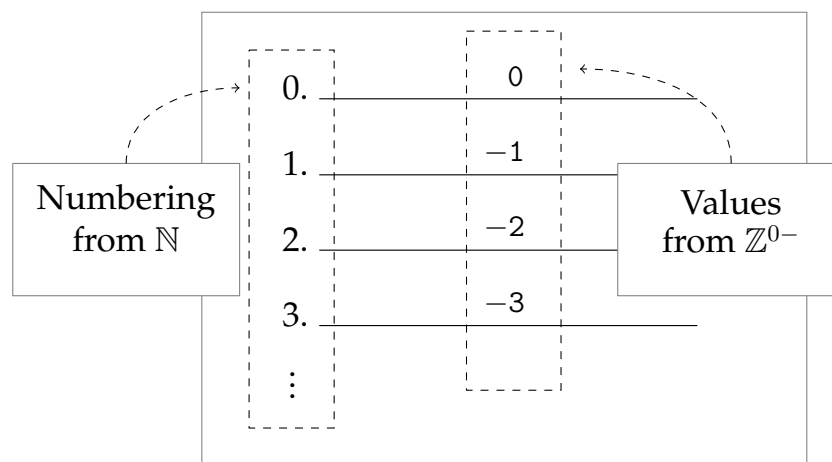 0. 0
1. −1
Numbering
from ℕ
2. −2
Values
from ℤ⁰⁻
3. −3
⋮